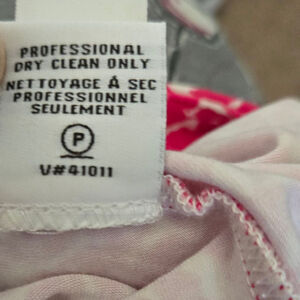 PROFESSIONAL
DRY CLEAN ONLY
NETTOYAGE À SEC
PROFESSIONNEL
SEULEMENT
P
V#41011